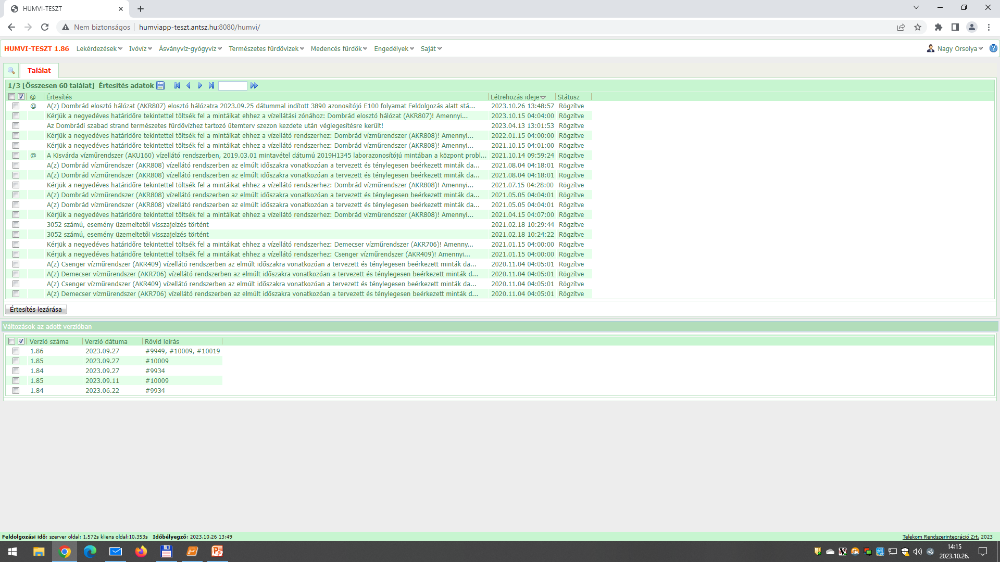 HUMVI-TESZT
Nem biztonságos
humviapp-teszt.antsz.hu:8080/humvi/
HUMVI-TESZT 1.86 Lekérdezések Ivóvíz Ásványvíz-gyógyvíz Természetes fürdővizek Medencés fürdők Engedélyek Saját Nagy Orsolya
Találat
1/3 [Összesen 60 találat] Értesítés adatok
@ Értesítés Létrehozás ideje Státusz
@ A(z) Dombrád elosztó hálózat (AKR807) elosztó hálózatra 2023.09.25 dátummal indított 3890 azonosítójó E100 folyamat Feldolgozás alatt stá... 2023.10.26 13:48:57 Rögzítve
Kérjük a negyedéves határidőre tekintettel töltsék fel a mintáikat ehhez a vízellátási zónához: Dombrád elosztó hálózat (AKR807)! Amennyi... 2023.10.15 04:04:00 Rögzítve
Az Dombrádi szabad strand természetes fürdővízhez tartozó ütemterv szezon kezdete után véglegesítésre került! 2023.04.13 13:01:53 Rögzítve
Kérjük a negyedéves határidőre tekintettel töltsék fel a mintáikat ehhez a vízellátó rendszerhez: Dombrád vízműrendszer (AKR808)! Amennyi... 2022.01.15 04:00:00 Rögzítve
Kérjük a negyedéves határidőre tekintettel töltsék fel a mintáikat ehhez a vízellátó rendszerhez: Dombrád vízműrendszer (AKR808)! Amennyi... 2021.10.15 04:01:00 Rögzítve
@ A Kisvárda vízműrendszer (AKU160) vízellátó rendszerben, 2019.03.01 mintavétel dátumú 2019H1345 laborazonosítójú mintában a központ probl... 2021.10.14 09:59:24 Rögzítve
A(z) Dombrád vízműrendszer (AKR808) vízellátó rendszerben az elmúlt időszakra vonatkozóan a tervezett és ténylegesen beérkezett minták da... 2021.08.04 04:18:01 Rögzítve
A(z) Dombrád vízműrendszer (AKR808) vízellátó rendszerben az elmúlt időszakra vonatkozóan a tervezett és ténylegesen beérkezett minták da... 2021.08.04 04:18:01 Rögzítve
Kérjük a negyedéves határidőre tekintettel töltsék fel a mintáikat ehhez a vízellátó rendszerhez: Dombrád vízműrendszer (AKR808)! Amennyi... 2021.07.15 04:28:00 Rögzítve
A(z) Dombrád vízműrendszer (AKR808) vízellátó rendszerben az elmúlt időszakra vonatkozóan a tervezett és ténylegesen beérkezett minták da... 2021.05.05 04:04:01 Rögzítve
A(z) Dombrád vízműrendszer (AKR808) vízellátó rendszerben az elmúlt időszakra vonatkozóan a tervezett és ténylegesen beérkezett minták da... 2021.05.05 04:04:01 Rögzítve
Kérjük a negyedéves határidőre tekintettel töltsék fel a mintáikat ehhez a vízellátó rendszerhez: Dombrád vízműrendszer (AKR808)! Amennyi... 2021.04.15 04:07:00 Rögzítve
3052 számú, esemény üzemeltetői visszajelzés történt 2021.02.18 10:29:44 Rögzítve
3052 számú, esemény üzemeltetői visszajelzés történt 2021.02.18 10:24:22 Rögzítve
Kérjük a negyedéves határidőre tekintettel töltsék fel a mintáikat ehhez a vízellátó rendszerhez: Demecser vízműrendszer (AKR706)! Amenny... 2021.01.15 04:00:00 Rögzítve
Kérjük a negyedéves határidőre tekintettel töltsék fel a mintáikat ehhez a vízellátó rendszerhez: Csenger vízműrendszer (AKR409)! Amennyi... 2021.01.15 04:00:00 Rögzítve
A(z) Csenger vízműrendszer (AKR409) vízellátó rendszerben az elmúlt időszakra vonatkozóan a tervezett és ténylegesen beérkezett minták da... 2020.11.04 04:05:01 Rögzítve
A(z) Demecser vízműrendszer (AKR706) vízellátó rendszerben az elmúlt időszakra vonatkozóan a tervezett és ténylegesen beérkezett minták d... 2020.11.04 04:05:01 Rögzítve
A(z) Csenger vízműrendszer (AKR409) vízellátó rendszerben az elmúlt időszakra vonatkozóan a tervezett és ténylegesen beérkezett minták da... 2020.11.04 04:05:01 Rögzítve
A(z) Demecser vízműrendszer (AKR706) vízellátó rendszerben az elmúlt időszakra vonatkozóan a tervezett és ténylegesen beérkezett minták d... 2020.11.04 04:05:01 Rögzítve
Értesítés lezárása
Változások az adott verzióban
Verzió száma Verzió dátuma Rövid leírás
1.86 2023.09.27 #9949, #10009, #10019
1.85 2023.09.27 #10009
1.84 2023.09.27 #9934
1.85 2023.09.11 #10009
1.84 2023.06.22 #9934
Feldolgozási idő: szerver oldal: 1,572s kliens oldal:10,353s Időbélyegző: 2023.10.26 13:49 Telekom Rendszerintegráció Zrt. 2023
14:15
2023.10.26.